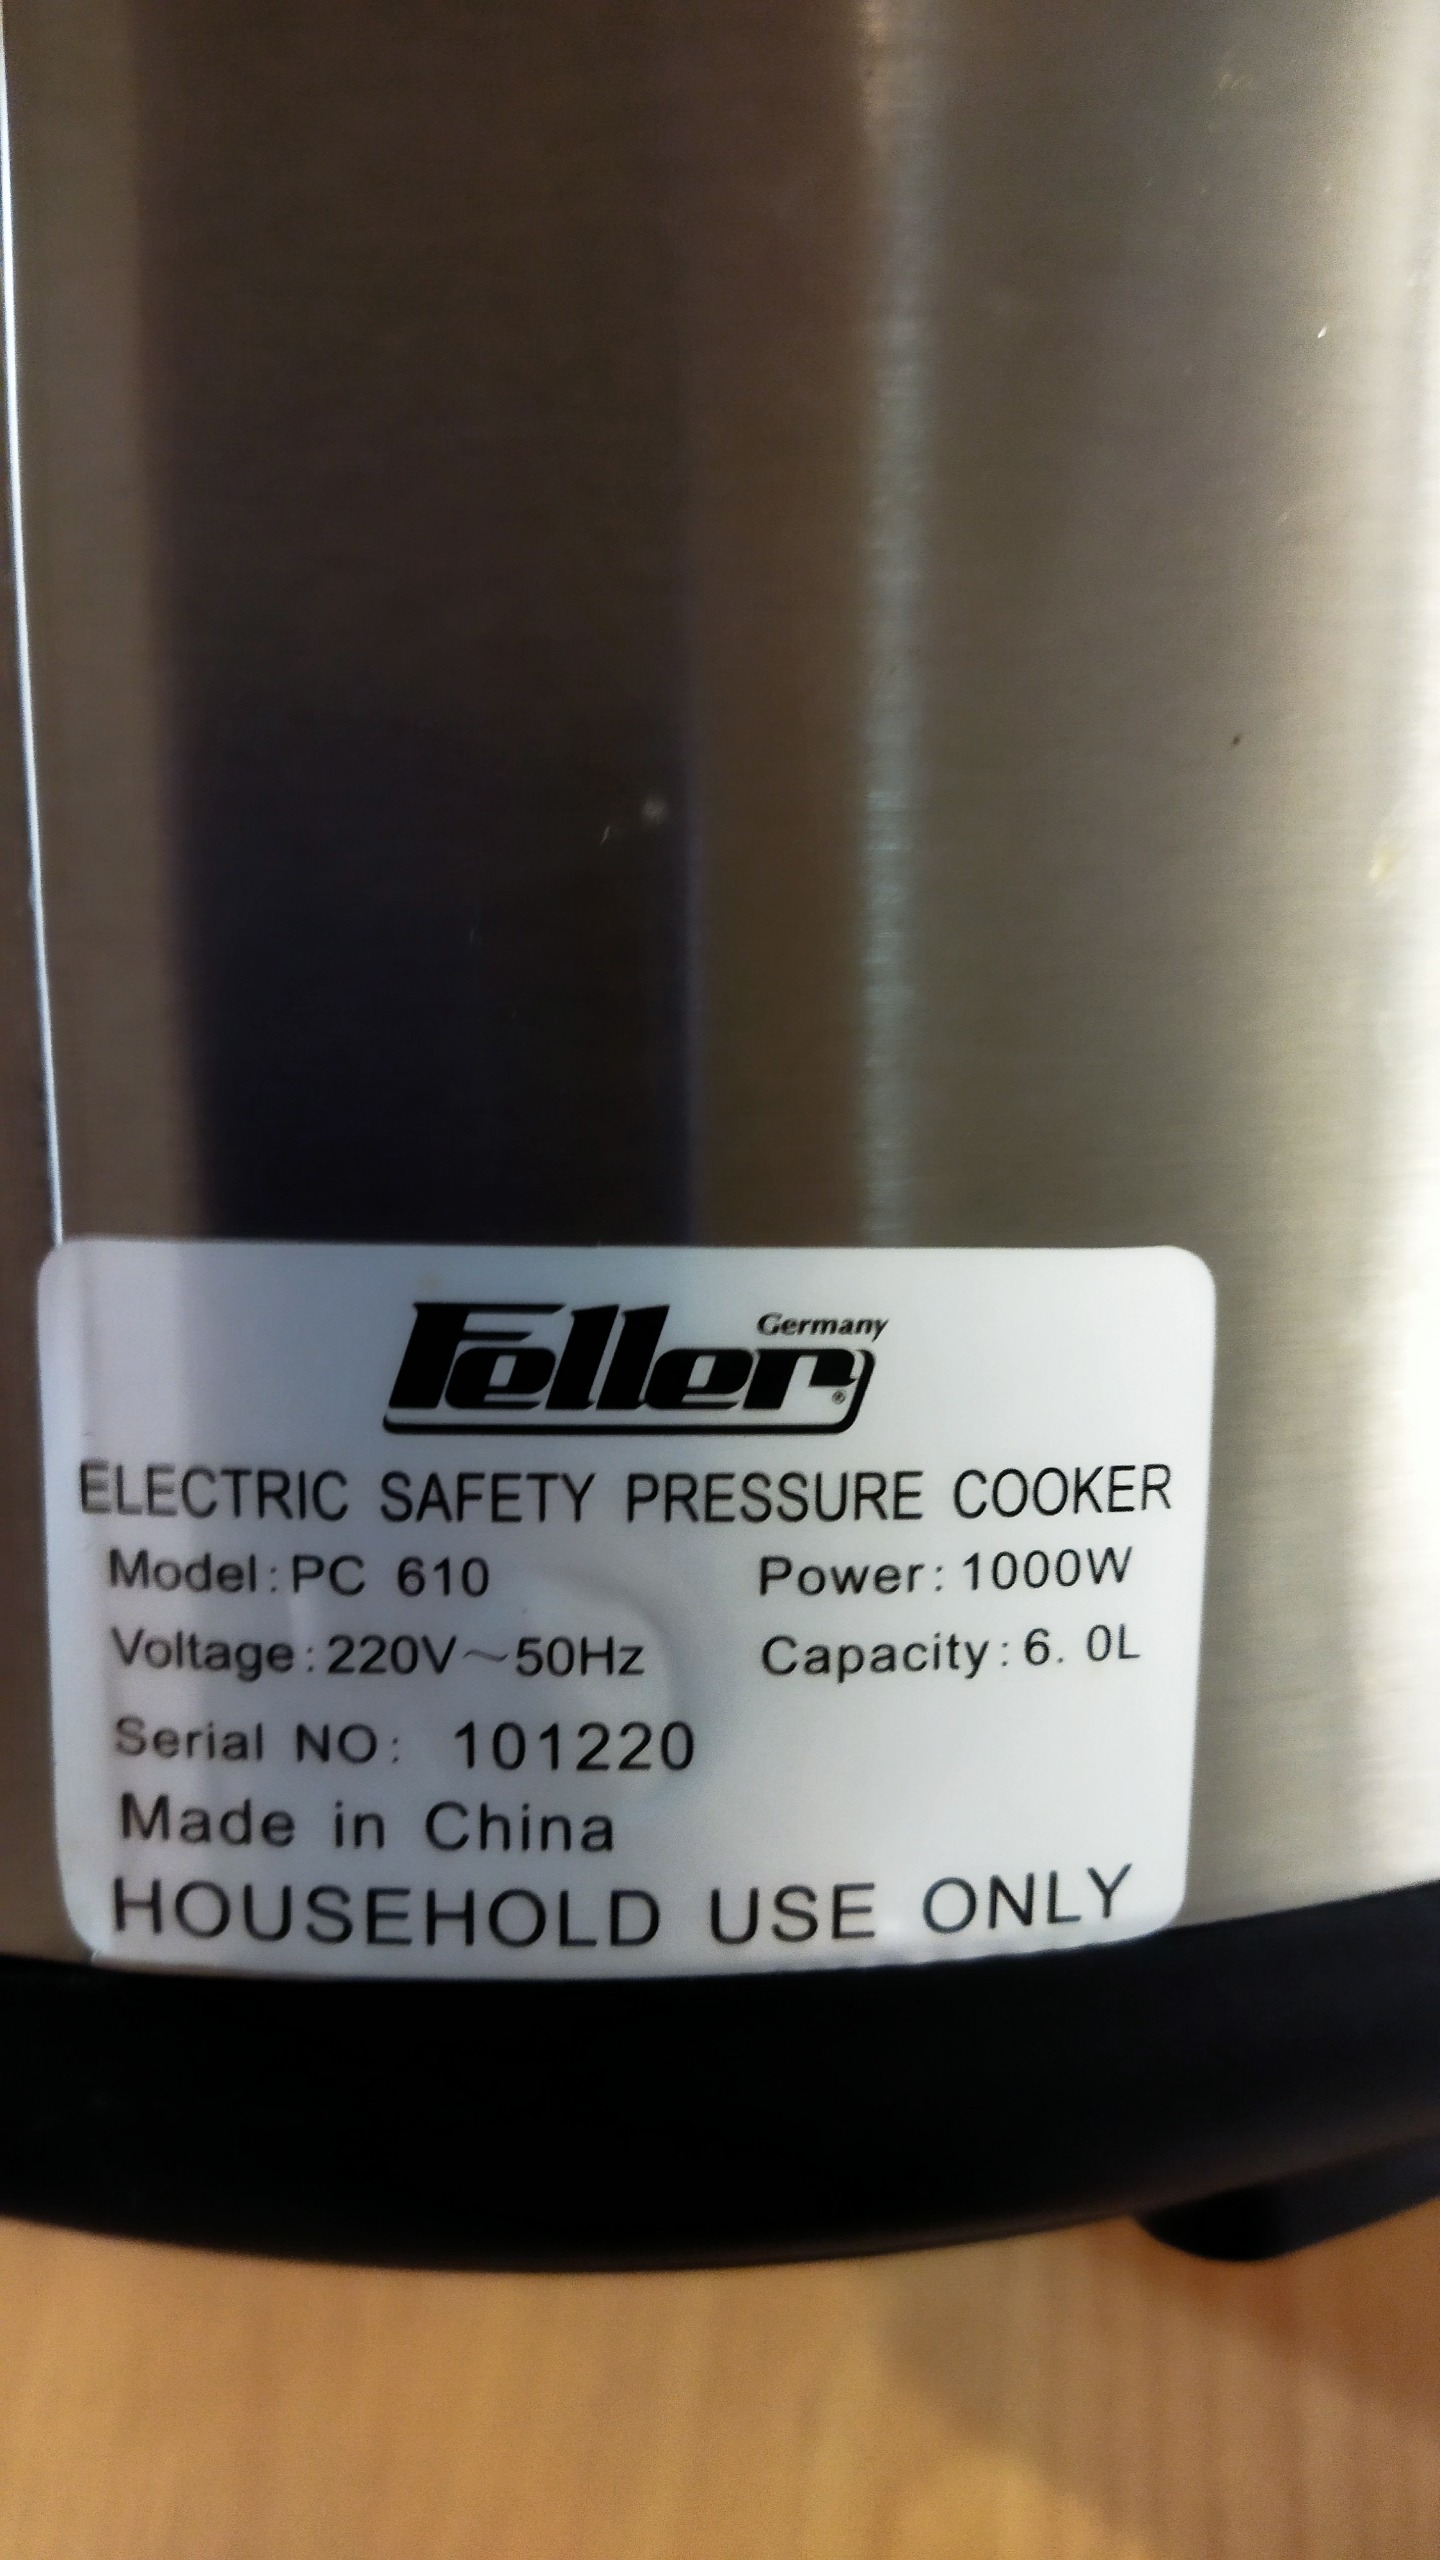 Feller Germany ®
ELECTRIC SAFETY PRESSURE COOKER
Model: PC 610 Power: 1000W
Voltage: 220V～50Hz Capacity: 6. 0L
Serial NO: 101220
Made in China
HOUSEHOLD USE ONLY